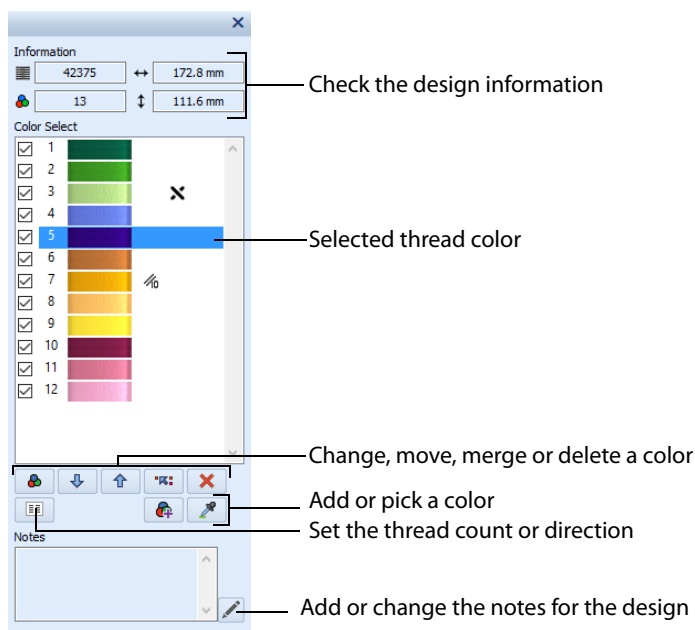 Information
42375 172.8 mm
13 111.6 mm
Check the design information
Color Select
1
2
3
4
5
Selected thread color
6
7
8
9
10
11
12
Change, move, merge or delete a color
Add or pick a color
Set the thread count or direction
Notes
Add or change the notes for the design